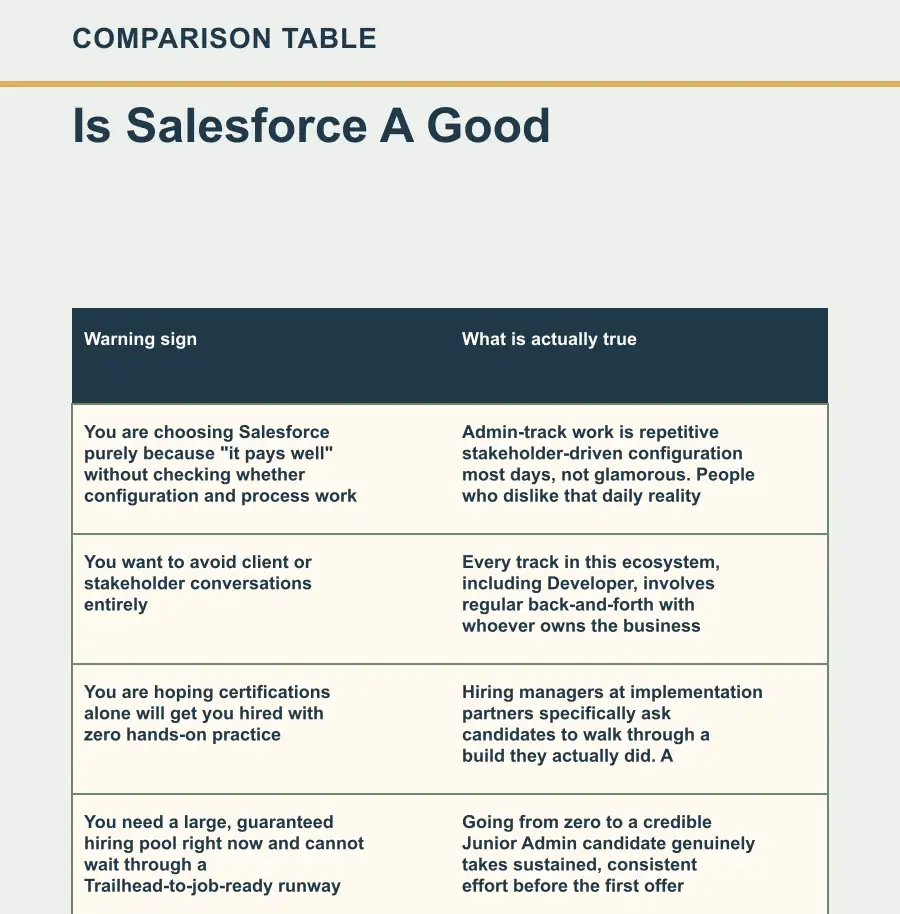 COMPARISON TABLE
Is Salesforce A Good
Warning sign
What is actually true
You are choosing Salesforce
purely because "it pays well"
without checking whether
configuration and process work
Admin-track work is repetitive
stakeholder-driven configuration
most days, not glamorous. People
who dislike that daily reality
You want to avoid client or
stakeholder conversations
entirely
Every track in this ecosystem,
including Developer, involves
regular back-and-forth with
whoever owns the business
You are hoping certifications
alone will get you hired with
zero hands-on practice
Hiring managers at implementation
partners specifically ask
candidates to walk through a
build they actually did. A
You need a large, guaranteed
hiring pool right now and cannot
wait through a
Trailhead-to-job-ready runway
Going from zero to a credible
Junior Admin candidate genuinely
takes sustained, consistent
effort before the first offer